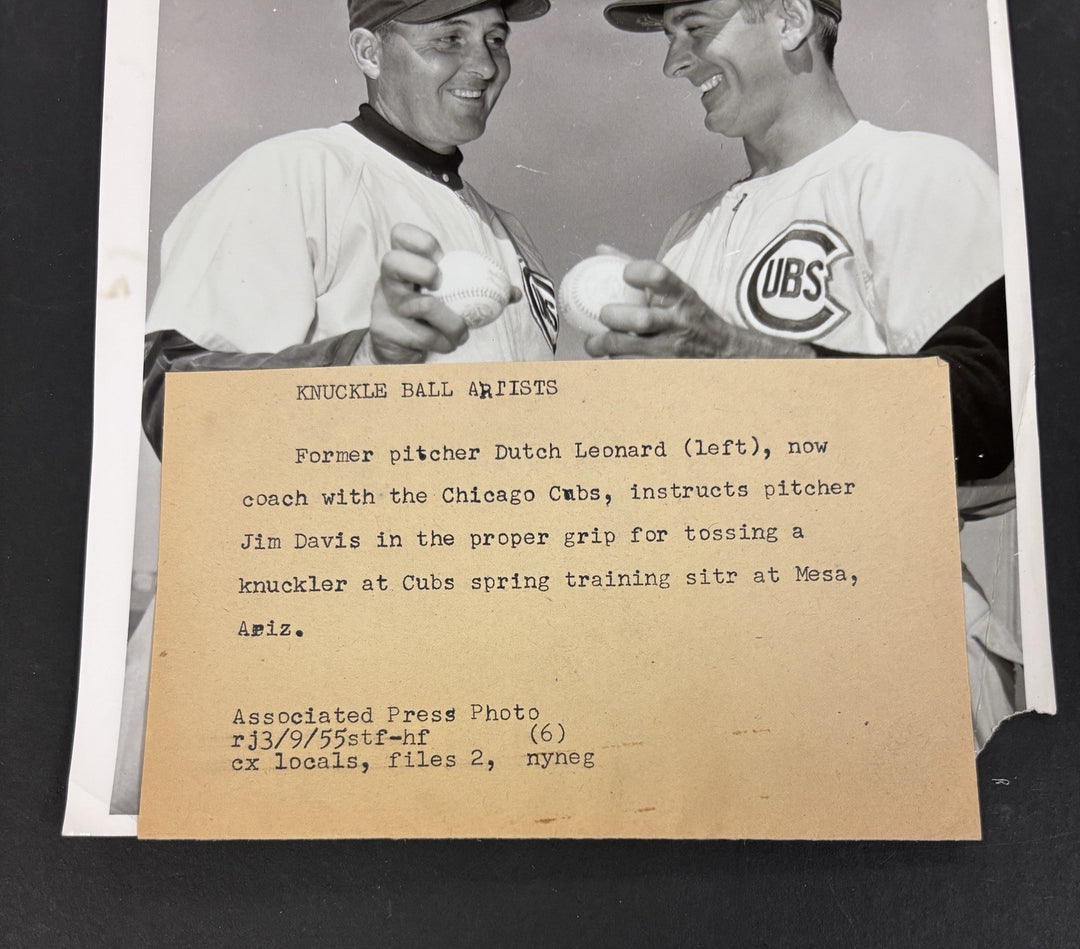 UBS
CUBS
KNUCKLE BALL ARTISTS
Former pitcher Dutch Leonard (left), now
coach with the Chicago Cubs, instructs pitcher
Jim Davis in the proper grip for tossing a
knuckler at Cubs spring training sitr at Mesa,
Ariz.
Associated Press Photo
rj3/9/55stf-hf (6)
cx locals, files 2, nyneg